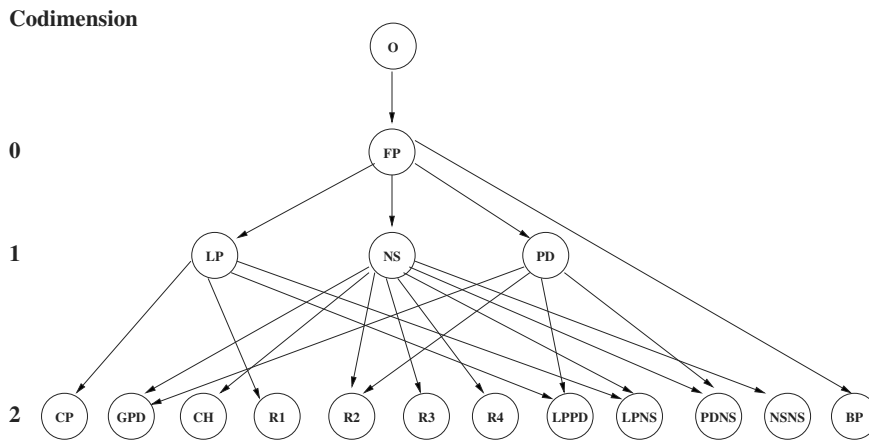 Codimension
O
0
FP
1
LP NS PD
2
CP GPD CH R1 R2 R3 R4 LPPD LPNS PDNS NSNS BP